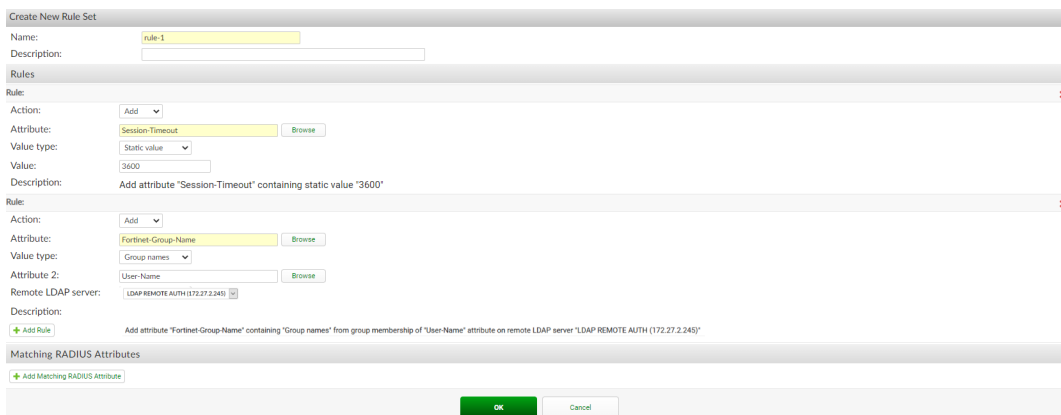 Create New Rule Set
Name: rule-1
Description:
Rules
Rule:
Action: Add
Attribute: Session-Timeout Browse
Value type: Static value
Value: 3600
Description: Add attribute "Session-Timeout" containing static value "3600"
Rule:
Action: Add
Attribute: Fortinet-Group-Name Browse
Value type: Group names
Attribute 2: User-Name Browse
Remote LDAP server: LDAP REMOTE AUTH (172.27.2.245)
Description:
+ Add Rule Add attribute "Fortinet-Group-Name" containing "Group names" from group membership of "User-Name" attribute on remote LDAP server "LDAP REMOTE AUTH (172.27.2.245)"
Matching RADIUS Attributes
+ Add Matching RADIUS Attribute
OK Cancel